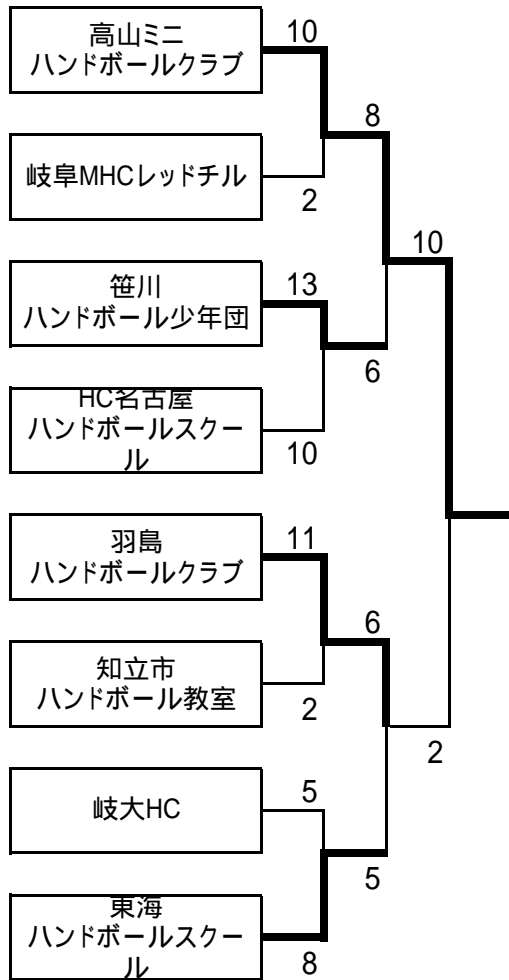 高山ミニ
ハンドボールクラブ
10
8
岐阜MHCレッドチル
2
10
笹川
ハンドボール少年団
13
6
HC名古屋
ハンドボールスクー
ル
10
羽島
ハンドボールクラブ
11
6
知立市
ハンドボール教室
2
2
岐大HC
5
5
東海
ハンドボールスクー
ル
8